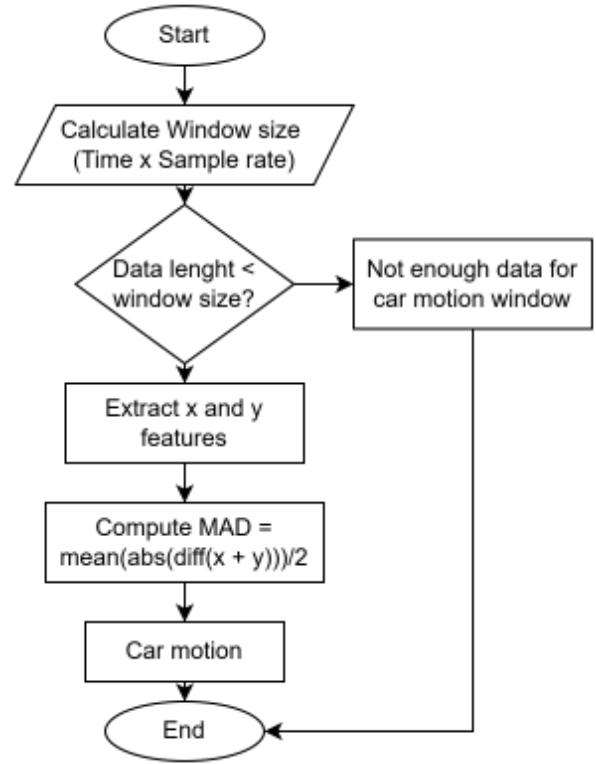 Start
Calculate Window size
(Time x Sample rate)
Data lenght <
window size?
Not enough data for
car motion window
Extract x and y
features
Compute MAD =
mean(abs(diff(x + y)))/2
Car motion
End